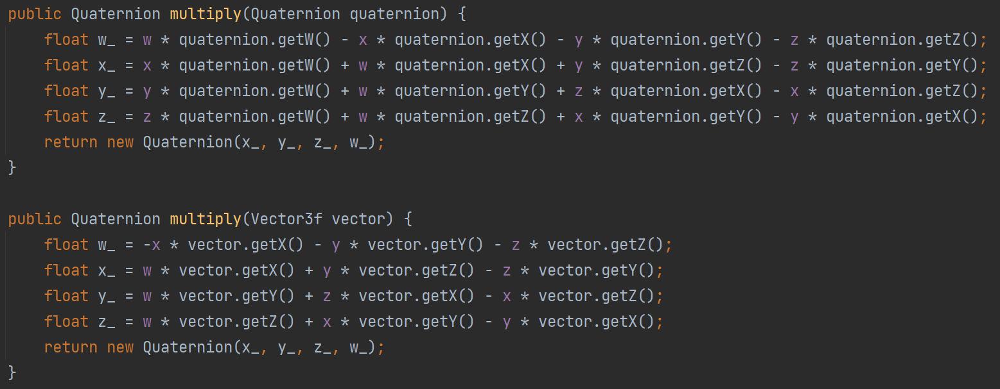 public Quaternion multiply(Quaternion quaternion) {
    float w_ = w * quaternion.getW() - x * quaternion.getX() - y * quaternion.getY() - z * quaternion.getZ();
    float x_ = x * quaternion.getW() + w * quaternion.getX() + y * quaternion.getZ() - z * quaternion.getY();
    float y_ = y * quaternion.getW() + w * quaternion.getY() + z * quaternion.getX() - x * quaternion.getZ();
    float z_ = z * quaternion.getW() + w * quaternion.getZ() + x * quaternion.getY() - y * quaternion.getX();
    return new Quaternion(x_, y_, z_, w_);
}
public Quaternion multiply(Vector3f vector) {
    float w_ = -x * vector.getX() - y * vector.getY() - z * vector.getZ();
    float x_ = w * vector.getX() + y * vector.getZ() - z * vector.getY();
    float y_ = w * vector.getY() + z * vector.getX() - x * vector.getZ();
    float z_ = w * vector.getZ() + x * vector.getY() - y * vector.getX();
    return new Quaternion(x_, y_, z_, w_);
}